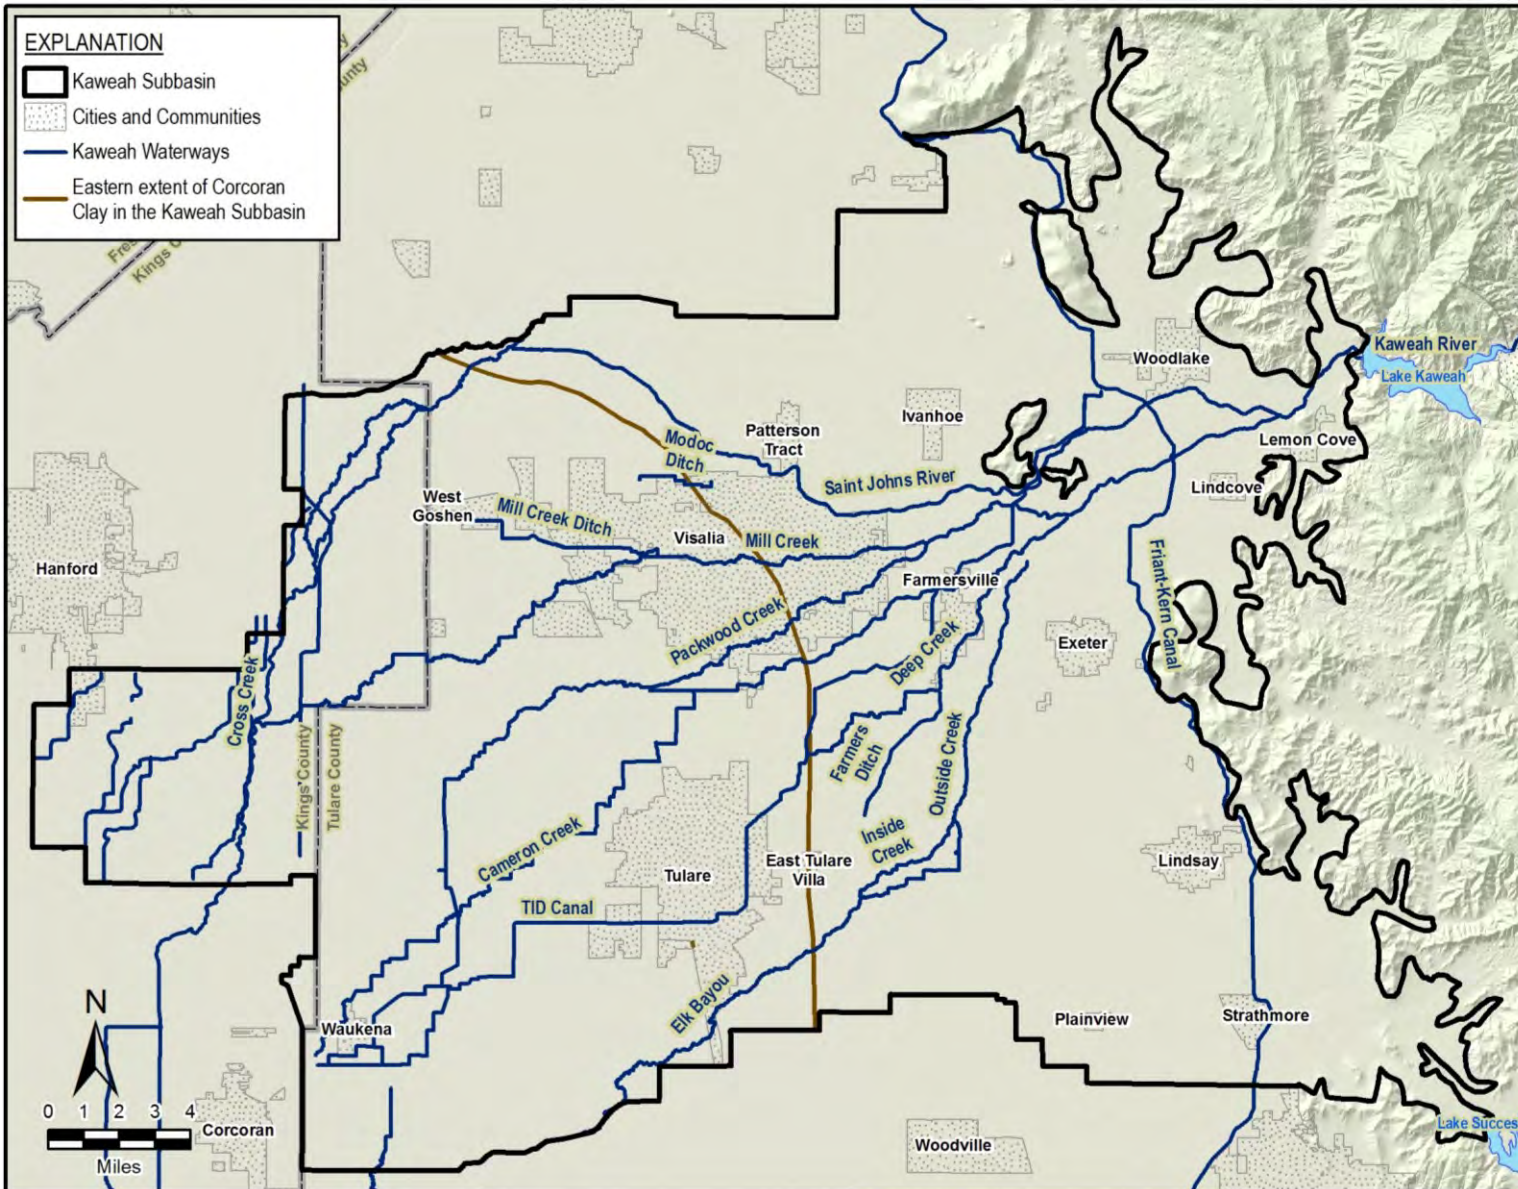 EXPLANATION
Kaweah Subbasin
Cities and Communities
Kaweah Waterways
Eastern extent of Corcoran
Clay in the Kaweah Subbasin
Kings C
Kaweah River
Lake Kaweah
Woodlake
Ivanhoe
Patterson
Tract
Modoc
Ditch
Lemon Cove
Saint Johns River
Lindcove
West
Goshen
Mill Creek Ditch
Visalia
Mill Creek
Hanford
Farmersville
Friant-Kern Canal
Packwood Creek
Exeter
Deep Creek
Cross Creek
Kings County
Tulare County
Farmers
Ditch
Outside Creek
Inside
Creek
Cameron Creek
East Tulare
Villa
Lindsay
Tulare
TID Canal
Elk Bayou
N
Waukena
Plainview
Strathmore
0 1 2 3 4
Miles
Corcoran
Woodville
Lake Succes